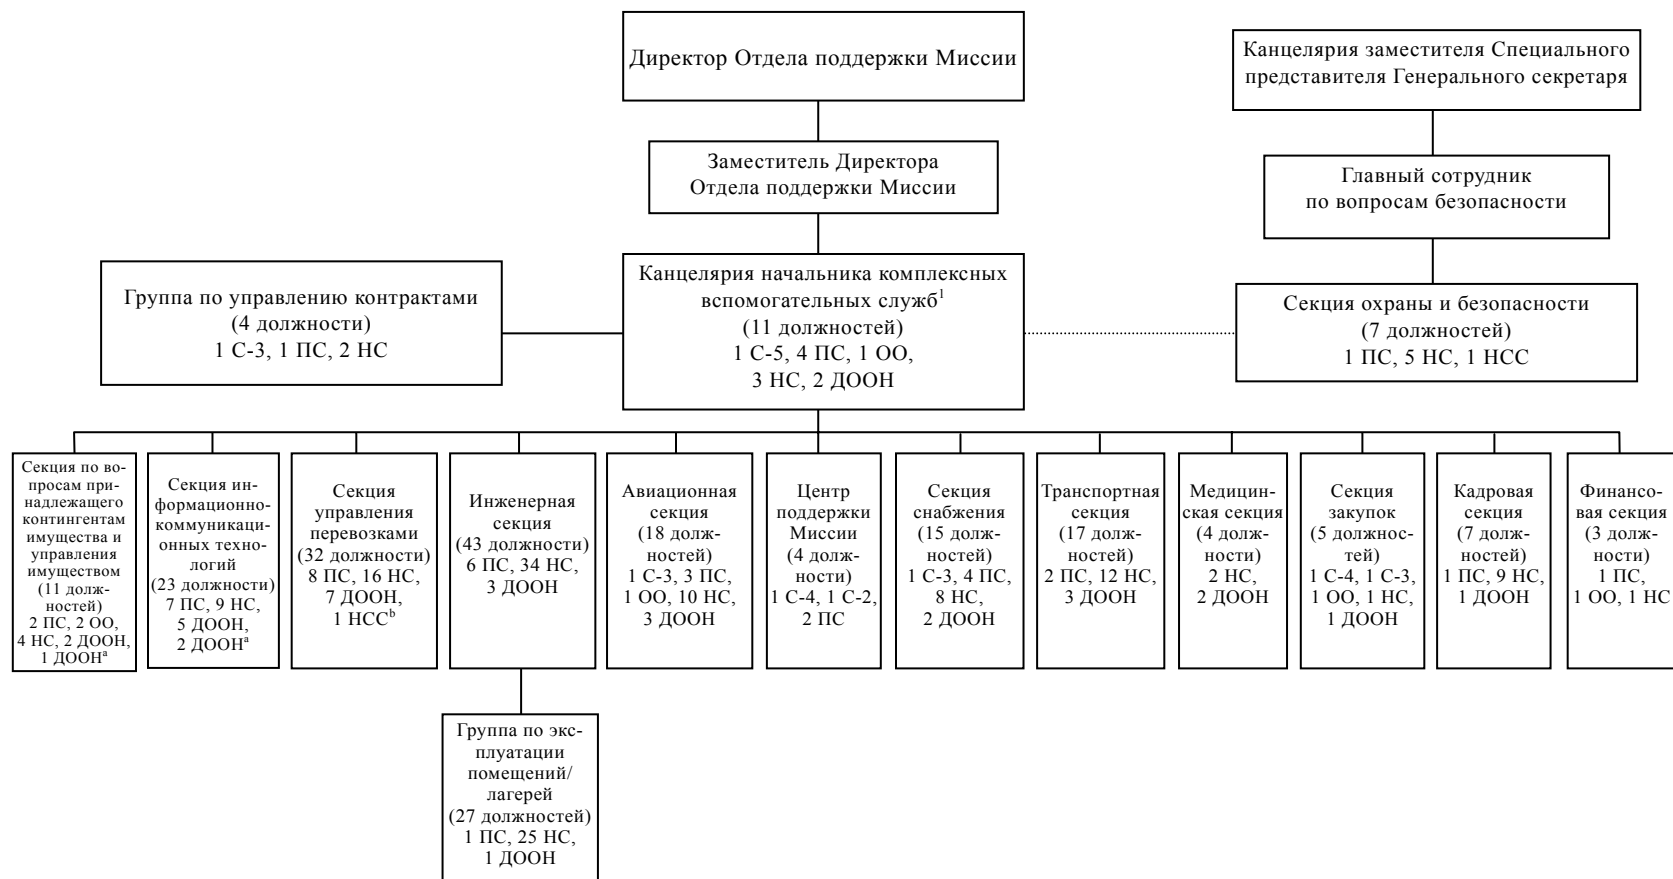 Директор Отдела поддержки Миссии
Канцелярия заместителя Специального
представителя Генерального секретаря
Заместитель Директора
Отдела поддержки Миссии
Главный сотрудник
по вопросам безопасности
Группа по управлению контрактами
(4 должности)
1 С-3, 1 ПС, 2 НС
Канцелярия начальника комплексных
вспомогательных служб¹
(11 должностей)
1 С-5, 4 ПС, 1 ОО,
3 НС, 2 ДООН
Секция охраны и безопасности
(7 должностей)
1 ПС, 5 НС, 1 НСС
Секция по во-
просам при-
надлежащего
контингентам
имущества и
управления
имуществом
(11 долж-
ностей)
2 ПС, 2 ОО,
4 НС, 2 ДООН,
1 ДООНᵃ
Секция ин-
формационно-
коммуникаци-
онных техно-
логий
(23 должности)
7 ПС, 9 НС,
5 ДООН,
2 ДООНᵃ
Секция
управления
перевозками
(32 должности)
8 ПС, 16 НС,
7 ДООН,
1 НССᵇ
Инженерная
секция
(43 должности)
6 ПС, 34 НС,
3 ДООН
Авиационная
секция
(18 долж-
ностей)
1 С-3, 3 ПС,
1 ОО, 10 НС,
3 ДООН
Центр
поддержки
Миссии
(4 долж-
ности)
1 С-4, 1 С-2,
2 ПС
Секция
снабжения
(15 долж-
ностей)
1 С-3, 4 ПС,
8 НС,
2 ДООН
Транспортная
секция
(17 долж-
ностей)
2 ПС, 12 НС,
3 ДООН
Медицин-
ская секция
(4 долж-
ности)
2 НС,
2 ДООН
Секция
закупок
(5 должнос-
тей)
1 С-4, 1 С-3,
1 ОО, 1 НС,
1 ДООН
Кадровая
секция
(7 долж-
ностей)
1 ПС, 9 НС,
1 ДООН
Финансо-
вая секция
(3 долж-
ности)
1 ПС,
1 ОО, 1 НС
Группа по экс-
плуатации
помещений/
лагерей
(27 должностей)
1 ПС, 25 НС,
1 ДООН